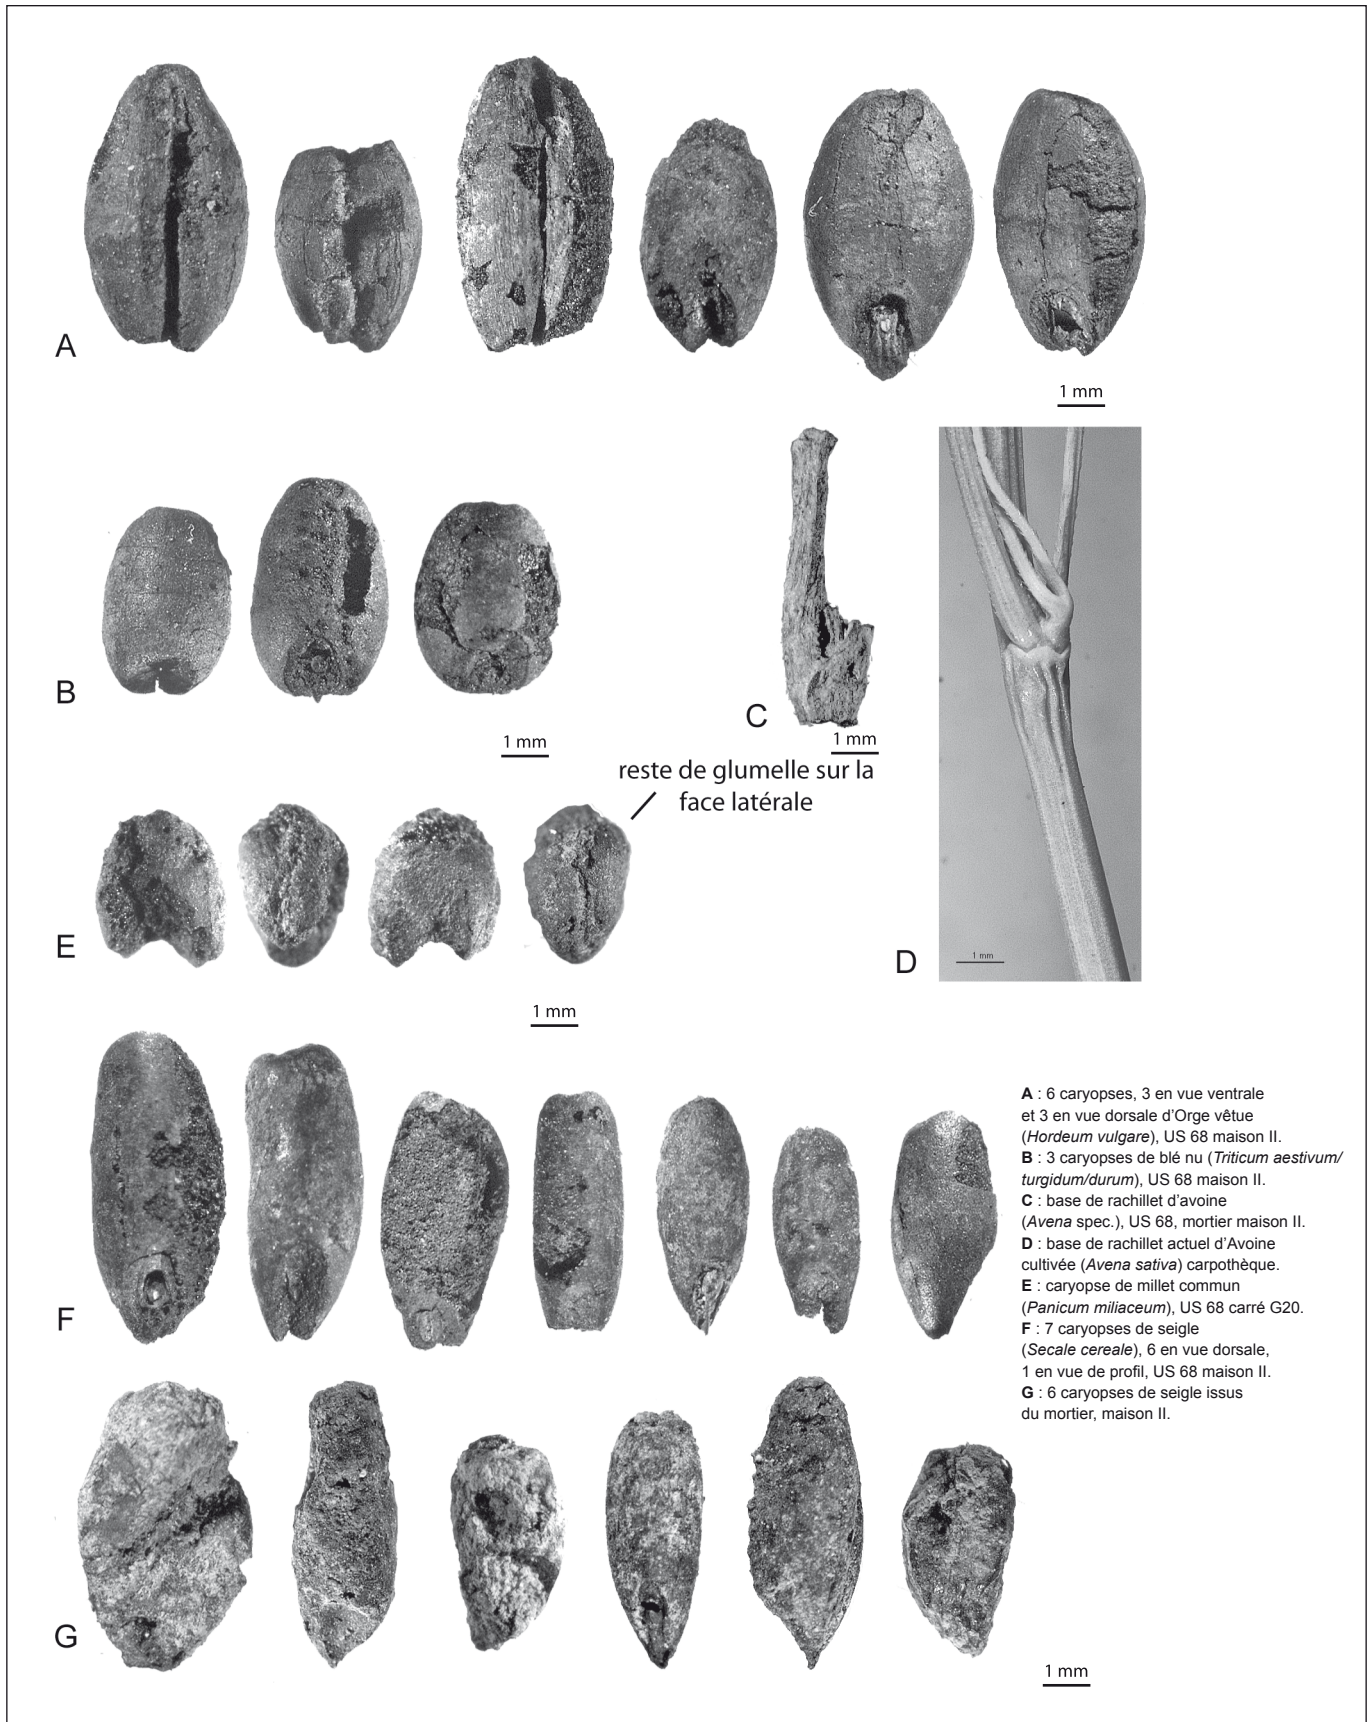 A
1 mm
B
1 mm
C
1 mm
reste de glumelle sur la
face latérale
E
1 mm
D
1 mm
F
G
1 mm
A : 6 caryopses, 3 en vue ventrale
et 3 en vue dorsale d'Orge vêtue
(Hordeum vulgare), US 68 maison II.
B : 3 caryopses de blé nu (Triticum aestivum/
turgidum/durum), US 68 maison II.
C : base de rachillet d'avoine
(Avena spec.), US 68, mortier maison II.
D : base de rachillet actuel d'Avoine
cultivée (Avena sativa) carpothèque.
E : caryopse de millet commun
(Panicum miliaceum), US 68 carré G20.
F : 7 caryopses de seigle
(Secale cereale), 6 en vue dorsale,
1 en vue de profil, US 68 maison II.
G : 6 caryopses de seigle issus
du mortier, maison II.